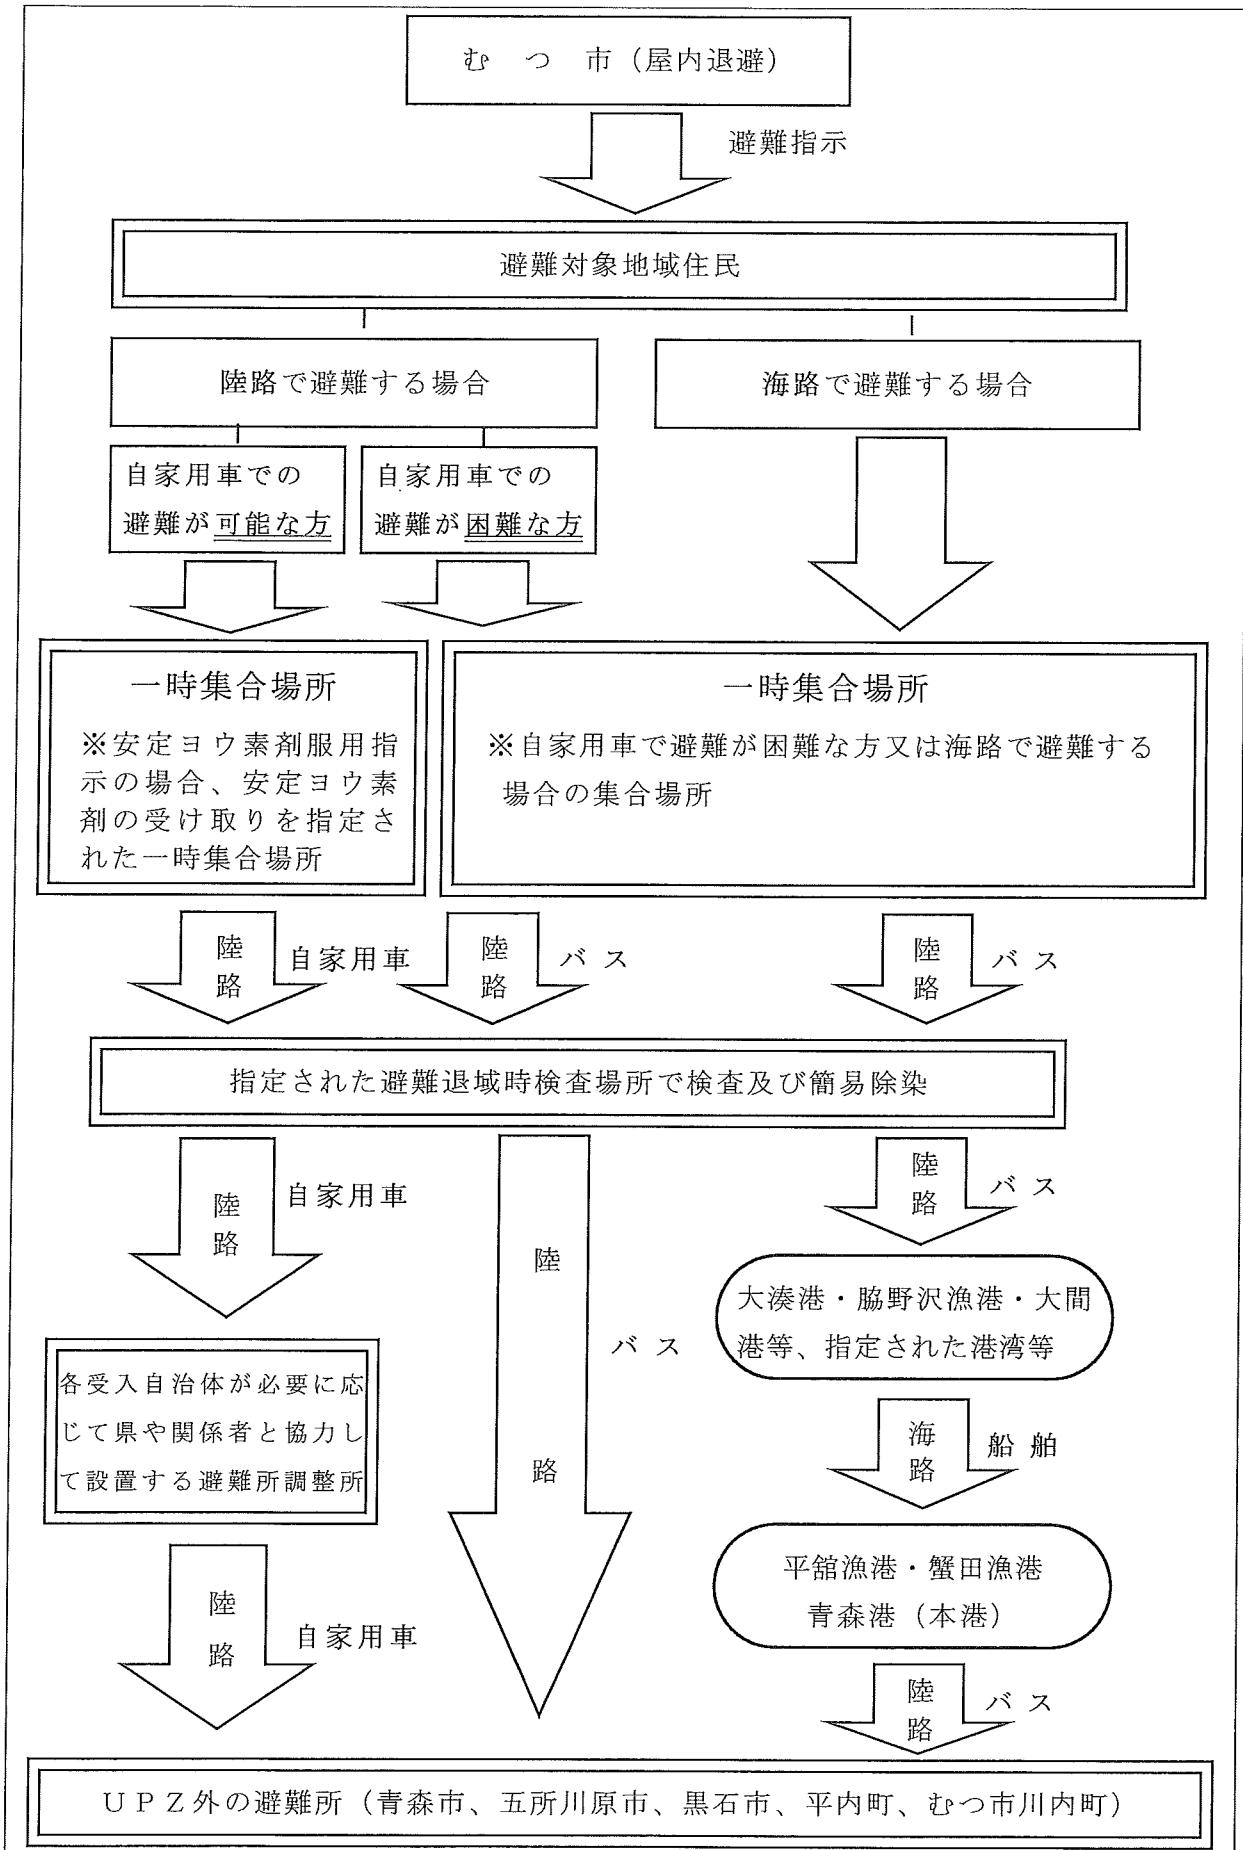 む つ 市（屋内退避）
避難指示
避難対象地域住民
陸路で避難する場合
海路で避難する場合
自家用車での
避難が可能な方
自家用車での
避難が困難な方
一時集合場所
※安定ヨウ素剤服用指
示の場合、安定ヨウ素
剤の受け取りを指定さ
れた一時集合場所
一時集合場所
※自家用車で避難が困難な方又は海路で避難する
場合の集合場所
陸路
自家用車
陸路
バス
陸路
バス
指定された避難退域時検査場所で検査及び簡易除染
陸路
自家用車
陸路
バス
陸路
バス
大湊港・脇野沢漁港・大間
港等、指定された港湾等
各受入自治体が必要に応
じて県や関係者と協力し
て設置する避難所調整所
海路
船舶
平舘漁港・蟹田漁港
青森港（本港）
陸路
自家用車
陸路
バス
ＵＰＺ外の避難所（青森市、五所川原市、黒石市、平内町、むつ市川内町）